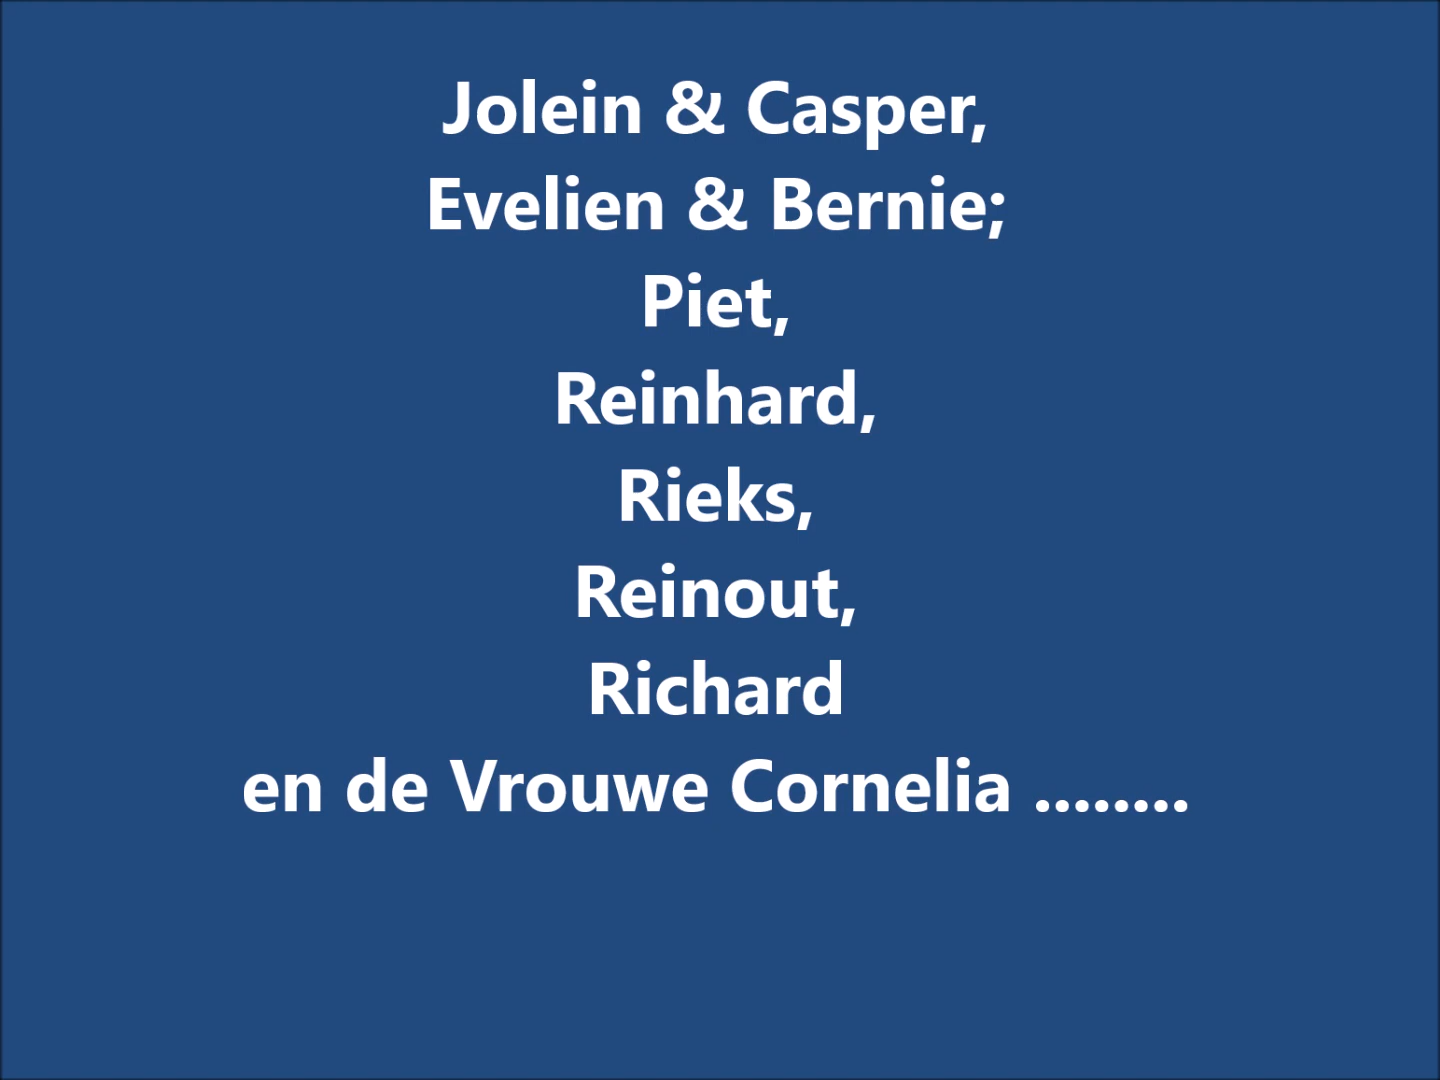 Jolein & Casper,
Evelien & Bernie;
Piet,
Reinhard,
Rieks,
Reinout,
Richard
en de Vrouwe Cornelia ........